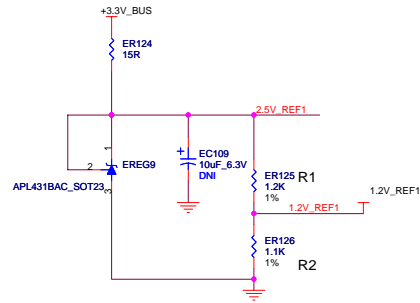 +3.3V_BUS
ER124
15R
2.5V_REF1
1
2
3
EREG9
APL431BAC_SOT23
+
EC109
10uF_6.3V
DNI
ER125
1.2K
1%
R1
1.2V_REF1
1.2V_REF1
ER126
1.1K
1%
R2